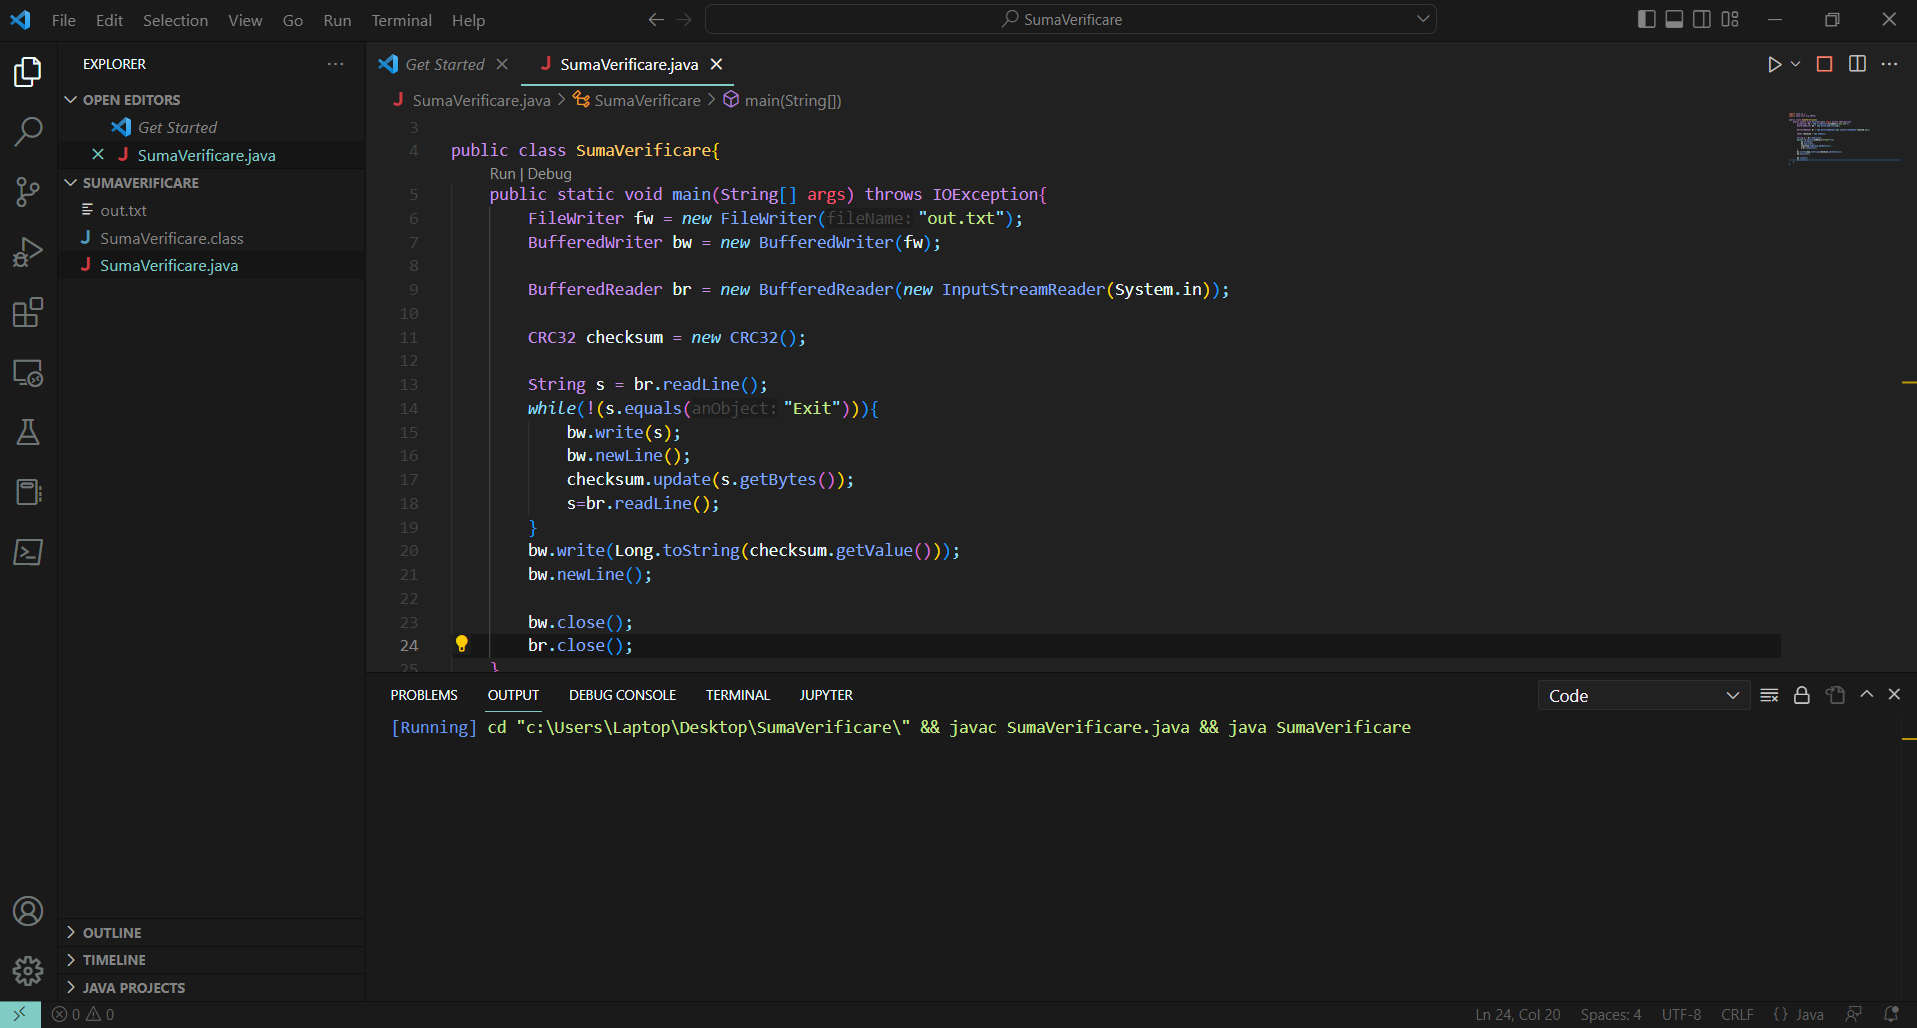 File Edit Selection View Go Run Terminal Help
SumaVerificare
EXPLORER
OPEN EDITORS
Get Started
SumaVerificare.java
SUMAVERIFICARE
out.txt
SumaVerificare.class
SumaVerificare.java
OUTLINE
TIMELINE
JAVA PROJECTS
Get Started
SumaVerificare.java
SumaVerificare.java > SumaVerificare > main(String[])
3
4 public class SumaVerificare{
Run | Debug
5 public static void main(String[] args) throws IOException{
6 FileWriter fw = new FileWriter(fileName: "out.txt");
7 BufferedWriter bw = new BufferedWriter(fw);
8
9 BufferedReader br = new BufferedReader(new InputStreamReader(System.in));
10
11 CRC32 checksum = new CRC32();
12
13 String s = br.readLine();
14 while(!(s.equals(anObject: "Exit"))){
15 bw.write(s);
16 bw.newLine();
17 checksum.update(s.getBytes());
18 s=br.readLine();
19 }
20 bw.write(Long.toString(checksum.getValue()));
21 bw.newLine();
22
23 bw.close();
24 br.close();
25 }
PROBLEMS OUTPUT DEBUG CONSOLE TERMINAL JUPYTER
Code
[Running] cd "c:\Users\Laptop\Desktop\SumaVerificare\" && javac SumaVerificare.java && java SumaVerificare
0 0
Ln 24, Col 20 Spaces: 4 UTF-8 CRLF {} Java